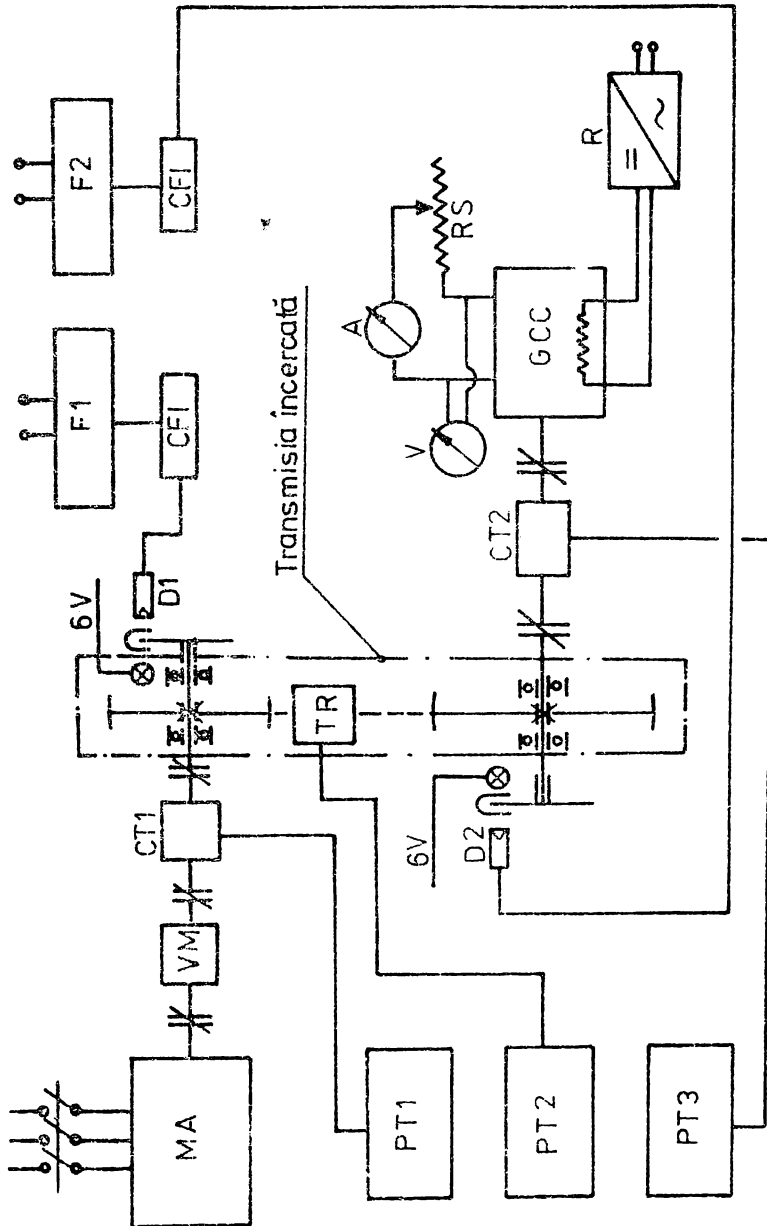 F2
CFI
F1
CFI
6V
D1
Transmisia încercată
A
RS
V
GCC
R
=
~
CT2
TR
6V
D2
CT1
VM
MA
PT1
PT2
PT3